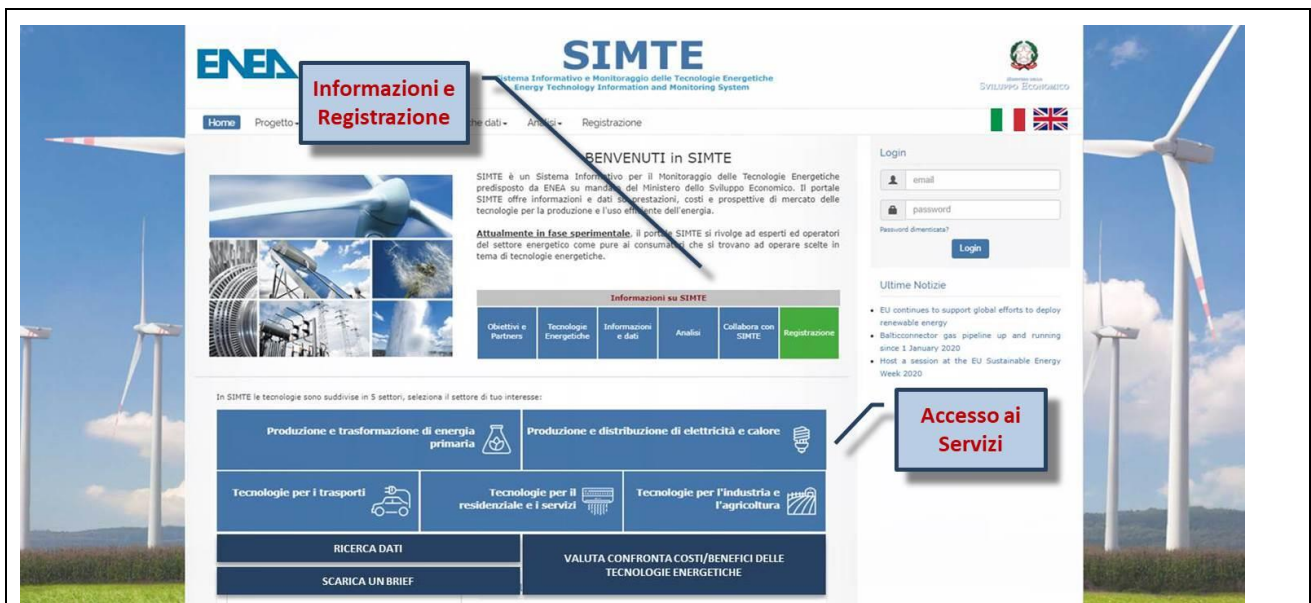 ENEA
SIMTE
Sistema Informativo e Monitoraggio delle Tecnologie Energetiche
Energy Technology Information and Monitoring System
SVILUPPO ECONOMICO
Informazioni e
Registrazione
Home Progetto dati Analisi Registrazione
BENVENUTI in SIMTE
SIMTE è un Sistema Informativo per il Monitoraggio delle Tecnologie Energetiche
predisposto da ENEA su mandato del Ministero dello Sviluppo Economico. Il portale
SIMTE offre informazioni e dati su prestazioni, costi e prospettive di mercato delle
tecnologie per la produzione e l'uso efficiente dell'energia.
Attualmente in fase sperimentale, il portale SIMTE si rivolge ad esperti ed operatori
del settore energetico come pure ai consumatori che si trovano ad operare scelte in
tema di tecnologie energetiche.
Informazioni su SIMTE
Obiettivi e
Partners
Tecnologie
Energetiche
Informazioni
e dati
Analisi
Collabora con
SIMTE
Registrazione
Login
email
password
Password dimenticata?
Login
Ultime Notizie
EU continues to support global efforts to deploy
renewable energy
Balticconnector gas pipeline up and running
since 1 January 2020
Host a session at the EU Sustainable Energy
Week 2020
Accesso ai
Servizi
In SIMTE le tecnologie sono suddivise in 5 settori, seleziona il settore di tuo interesse:
Produzione e trasformazione di energia
primaria
Produzione e distribuzione di elettricità e calore
Tecnologie per i trasporti
Tecnologie per il
residenziale e i servizi
Tecnologie per l'industria e
l'agricoltura
RICERCA DATI
SCARICA UN BRIEF
VALUTA CONFRONTA COSTI/BENEFICI DELLE
TECNOLOGIE ENERGETICHE